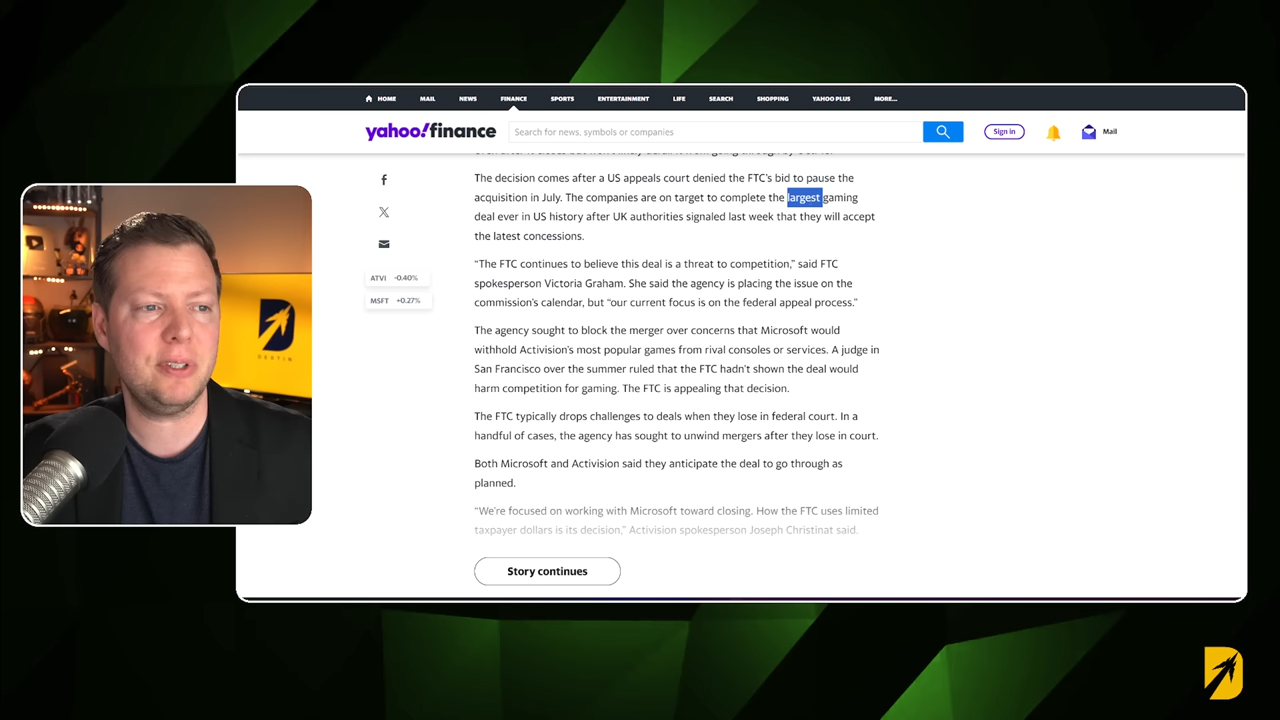 HOME MAIL NEWS FINANCE SPORTS ENTERTAINMENT LIFE SEARCH SHOPPING YAHOO PLUS MORE...
yahoo!finance Search for news, symbols or companies Sign in Mail
The decision comes after a US appeals court denied the FTC's bid to pause the
acquisition in July. The companies are on target to complete the largest gaming
deal ever in US history after UK authorities signaled last week that they will accept
the latest concessions.
ATVI -0.40%
MSFT +0.27%
“The FTC continues to believe this deal is a threat to competition,” said FTC
spokesperson Victoria Graham. She said the agency is placing the issue on the
commission’s calendar, but “our current focus is on the federal appeal process.”
The agency sought to block the merger over concerns that Microsoft would
withhold Activision’s most popular games from rival consoles or services. A judge in
San Francisco over the summer ruled that the FTC hadn’t shown the deal would
harm competition for gaming. The FTC is appealing that decision.
The FTC typically drops challenges to deals when they lose in federal court. In a
handful of cases, the agency has sought to unwind mergers after they lose in court.
Both Microsoft and Activision said they anticipate the deal to go through as
planned.
“We’re focused on working with Microsoft toward closing. How the FTC uses limited
taxpayer dollars is its decision,” Activision spokesperson Joseph Christinat said.
Story continues
DESTIN